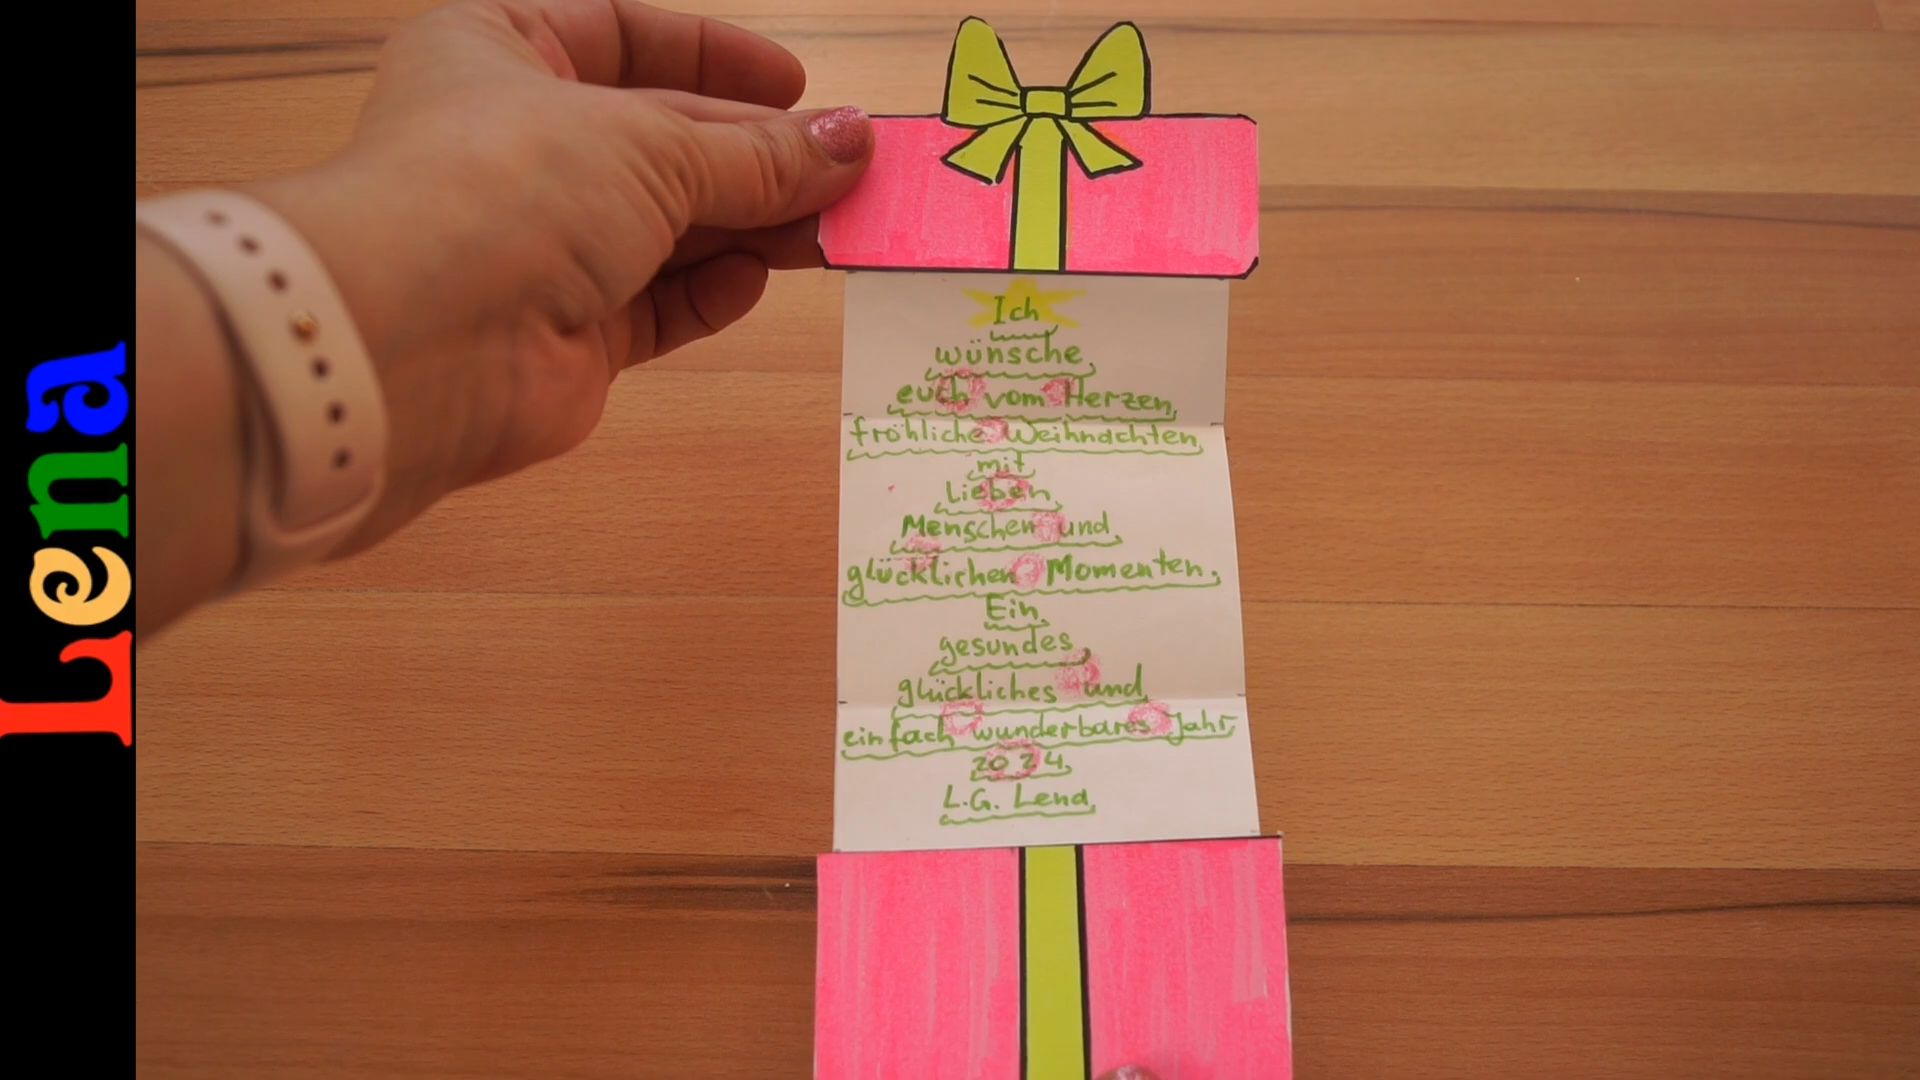 Lena
Ich
wünsche
euch vom Herzen
fröhliche Weihnachten
mit
Lieben
Menschen und
glücklichen Momenten.
Ein
gesundes,
glückliches und
einfach wunderbares Jahr
2024
L.G. Lena